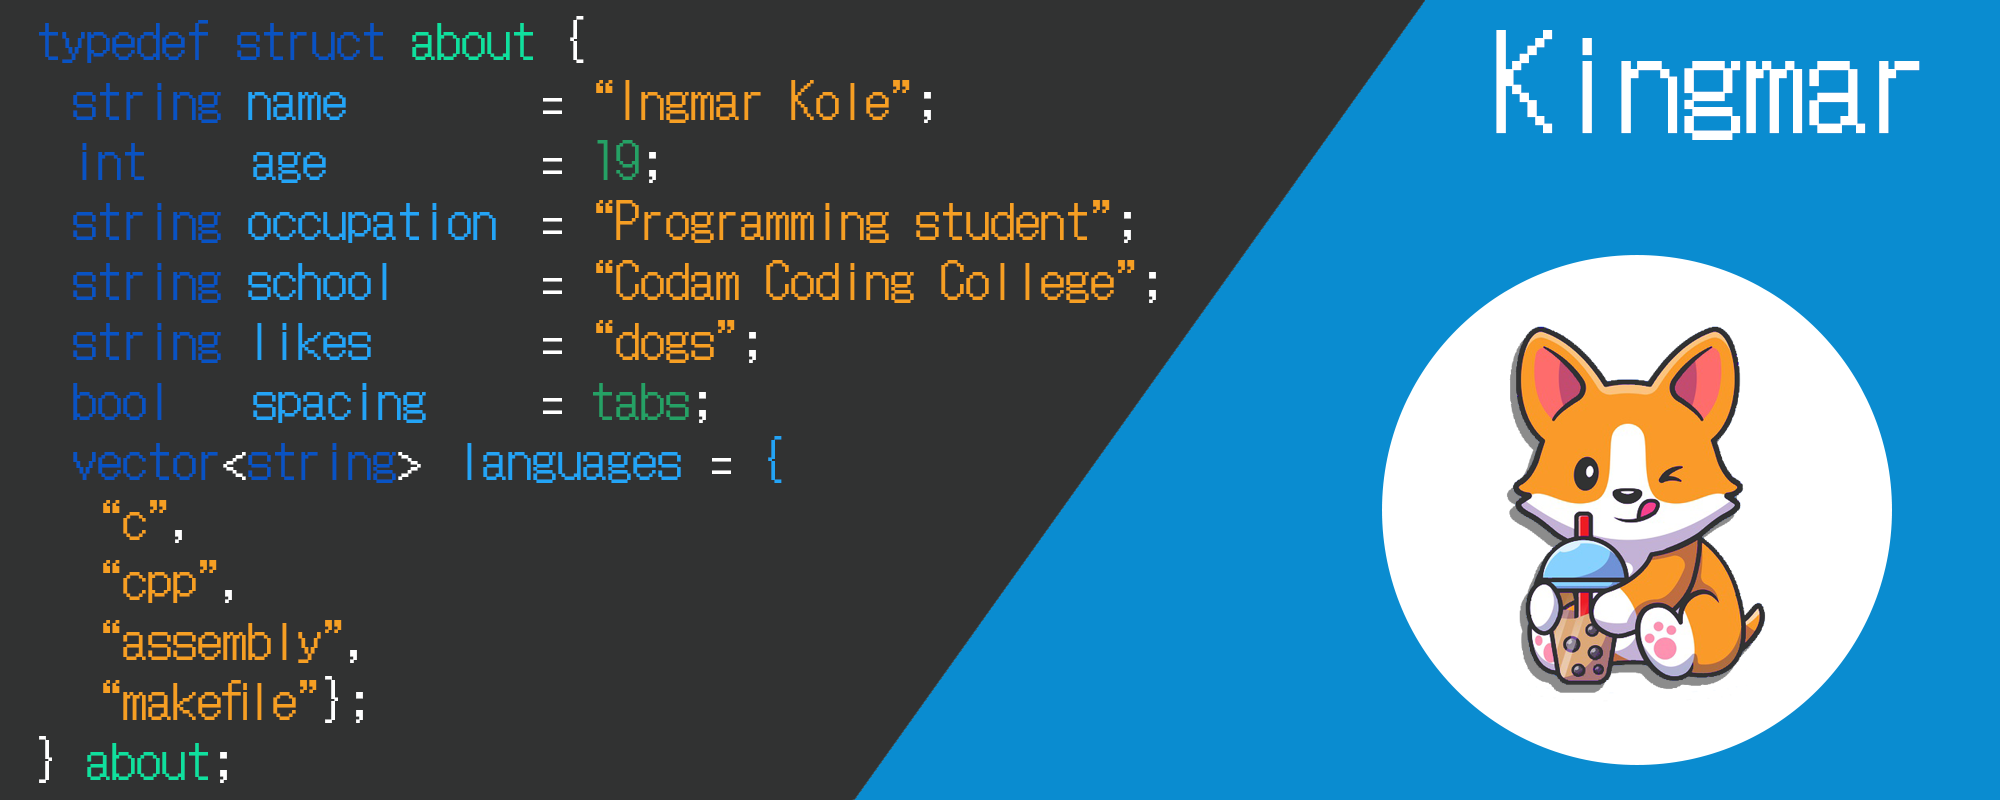 typedef struct about {
string name = “Ingmar Kole”;
int age = 19;
string occupation = “Programming student”;
string school = “Codam Coding College”;
string likes = “dogs”;
bool spacing = tabs;
vector<string> languages = {
“c”,
“cpp”,
“assembly”,
“makefile”};
} about;
Kingmar